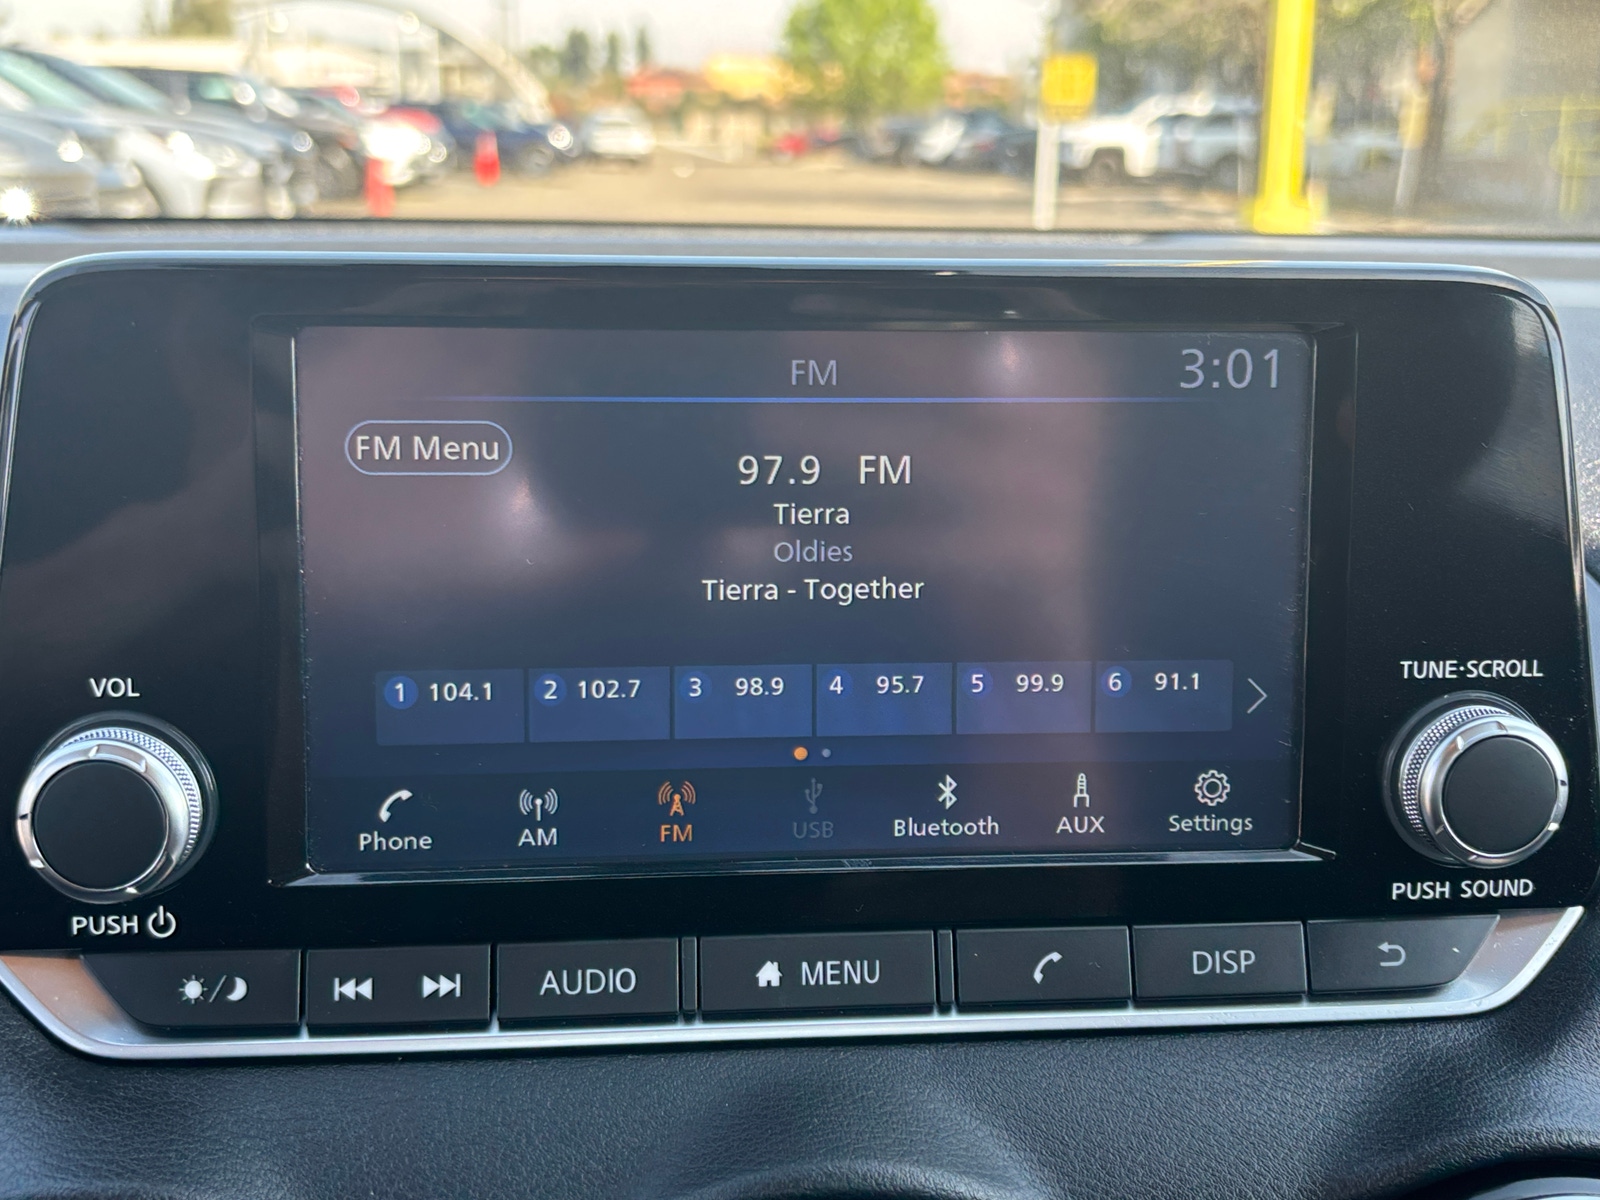 FM
3:01
FM Menu
97.9 FM
Tierra
Oldies
Tierra - Together
1 104.1
2 102.7
3 98.9
4 95.7
5 99.9
6 91.1
Phone
AM
FM
USB
Bluetooth
AUX
Settings
VOL
PUSH
TUNE·SCROLL
PUSH SOUND
AUDIO
MENU
DISP